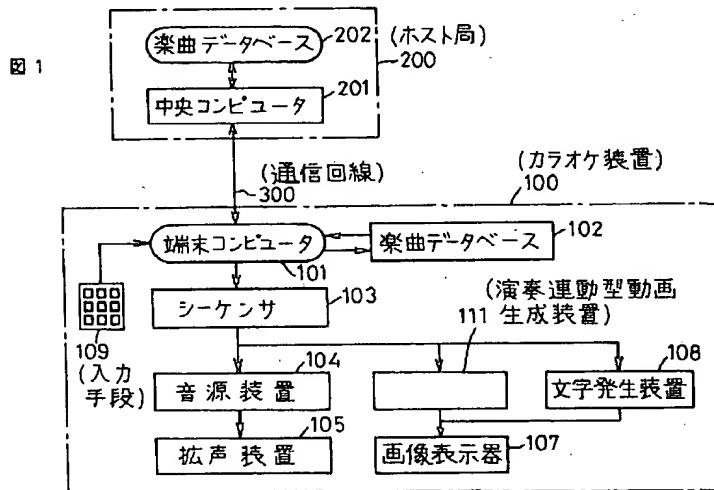 図1
楽曲データベース 202 (ホスト局)
200
中央コンピュータ 201
(通信回線)
300
(カラオケ装置)
100
端末コンピュータ 101
楽曲データベース 102
シーケンサ 103
109
(入力
手段)
(演奏連動型動画
111 生成装置)
音源装置 104
文字発生装置 108
拡声装置 105
画像表示器 107